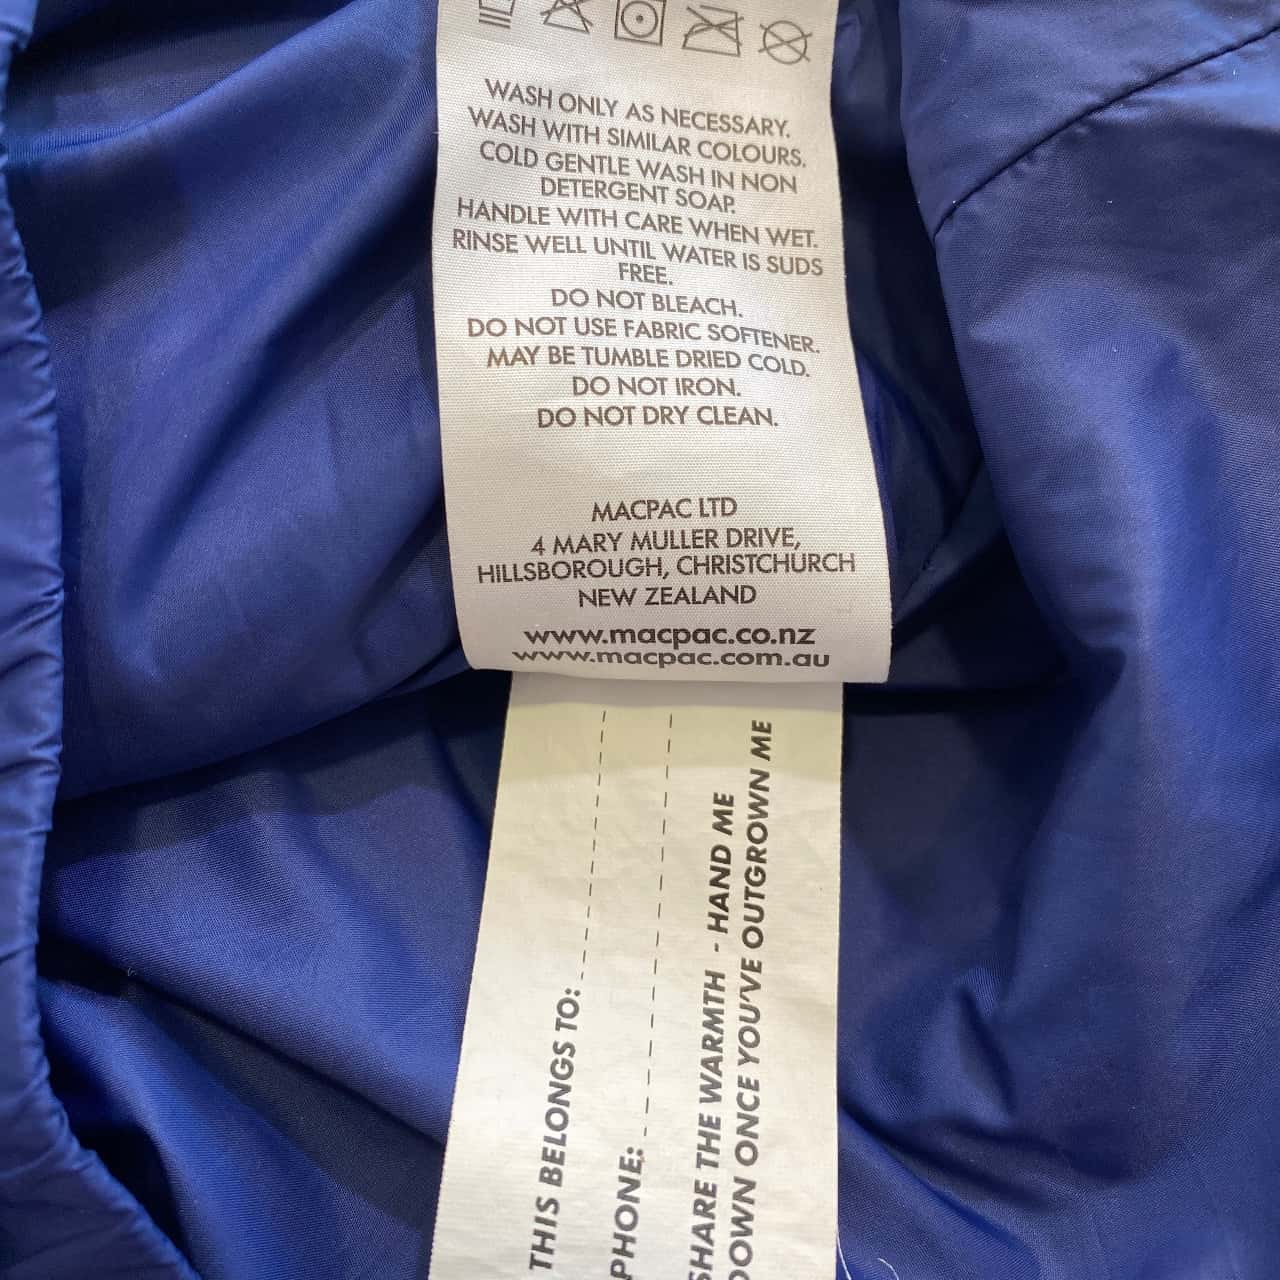 WASH ONLY AS NECESSARY.
WASH WITH SIMILAR COLOURS.
COLD GENTLE WASH IN NON
DETERGENT SOAP.
HANDLE WITH CARE WHEN WET.
RINSE WELL UNTIL WATER IS SUDS
FREE.
DO NOT BLEACH.
DO NOT USE FABRIC SOFTENER.
MAY BE TUMBLE DRIED COLD.
DO NOT IRON.
DO NOT DRY CLEAN.
MACPAC LTD
4 MARY MULLER DRIVE,
HILLSBOROUGH, CHRISTCHURCH
NEW ZEALAND
www.macpac.co.nz
www.macpac.com.au
THIS BELONGS TO:
PHONE:
SHARE THE WARMTH - HAND ME
DOWN ONCE YOU'VE OUTGROWN ME